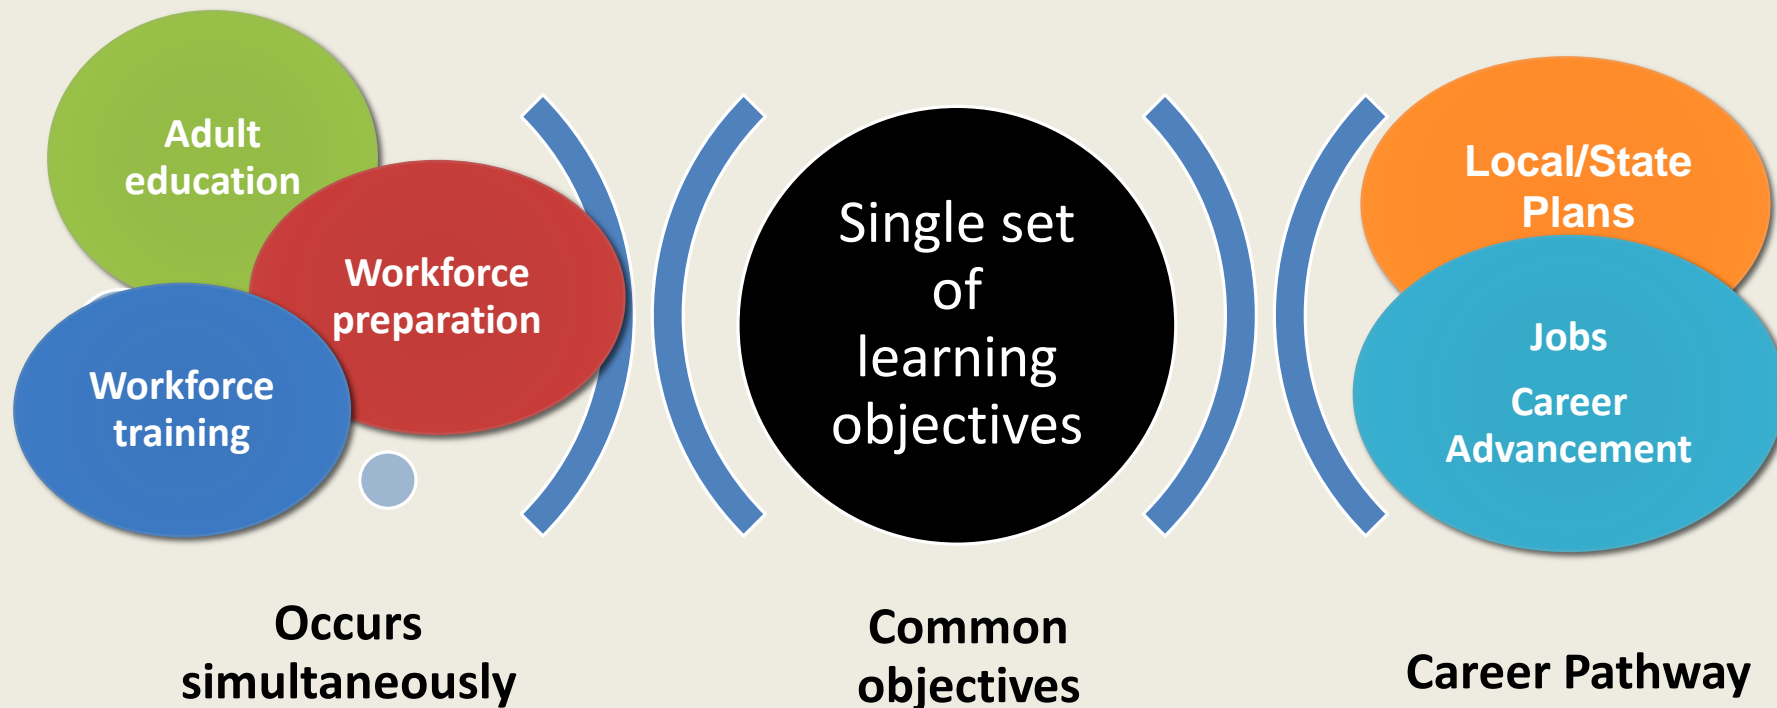 Adult
education
Workforce
preparation
Workforce
training
Single set
of
learning
objectives
Local/State
Plans
Jobs
Career
Advancement
Occurs
simultaneously
Common
objectives
Career Pathway